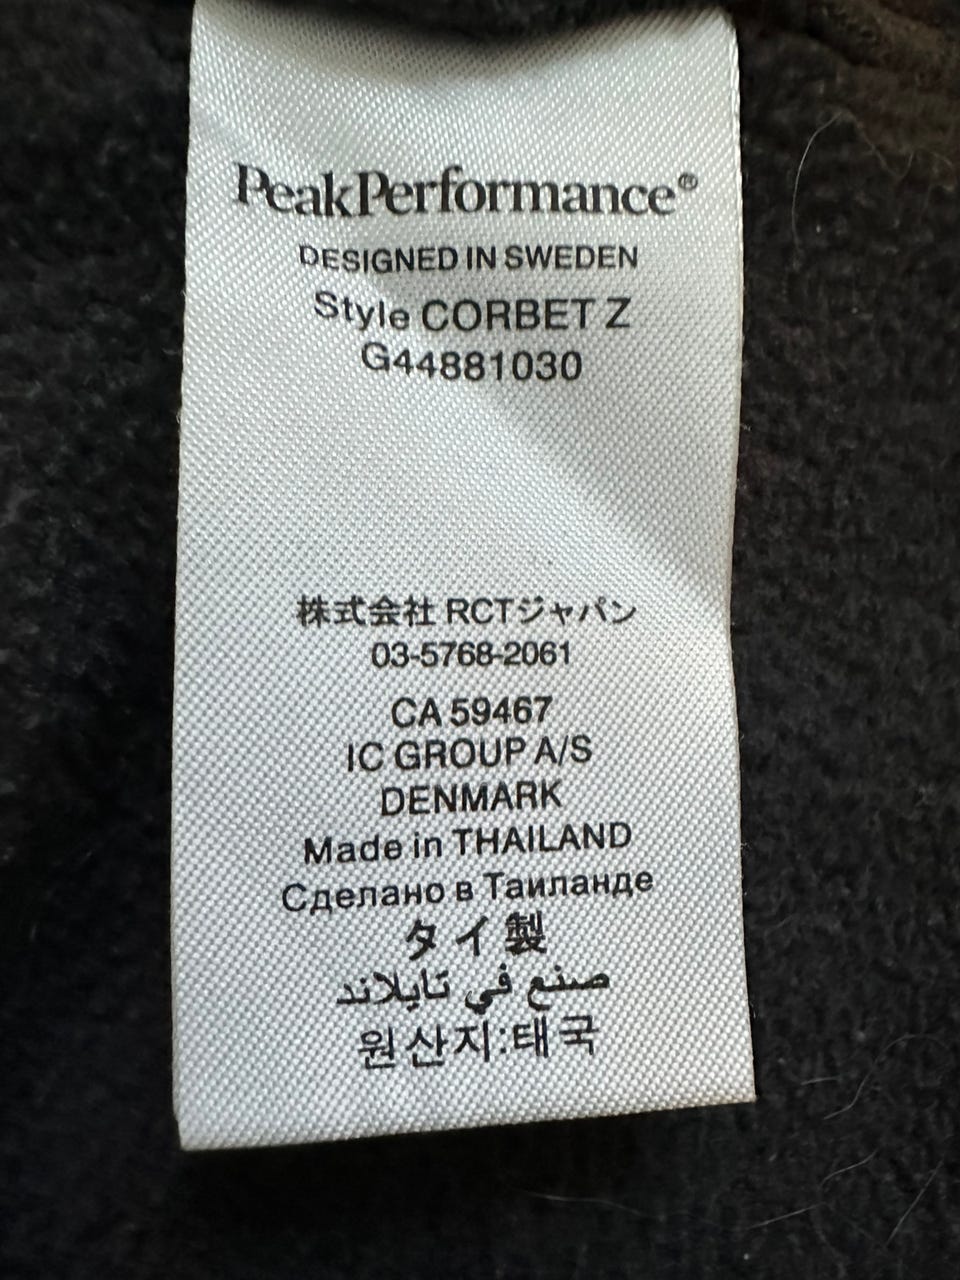 PeakPerformance®
DESIGNED IN SWEDEN
Style CORBET Z
G44881030
株式会社 RCTジャパン
03-5768-2061
CA 59467
IC GROUP A/S
DENMARK
Made in THAILAND
Сделано в Таиланде
タイ製
صنع في تايلاند
원산지:태국